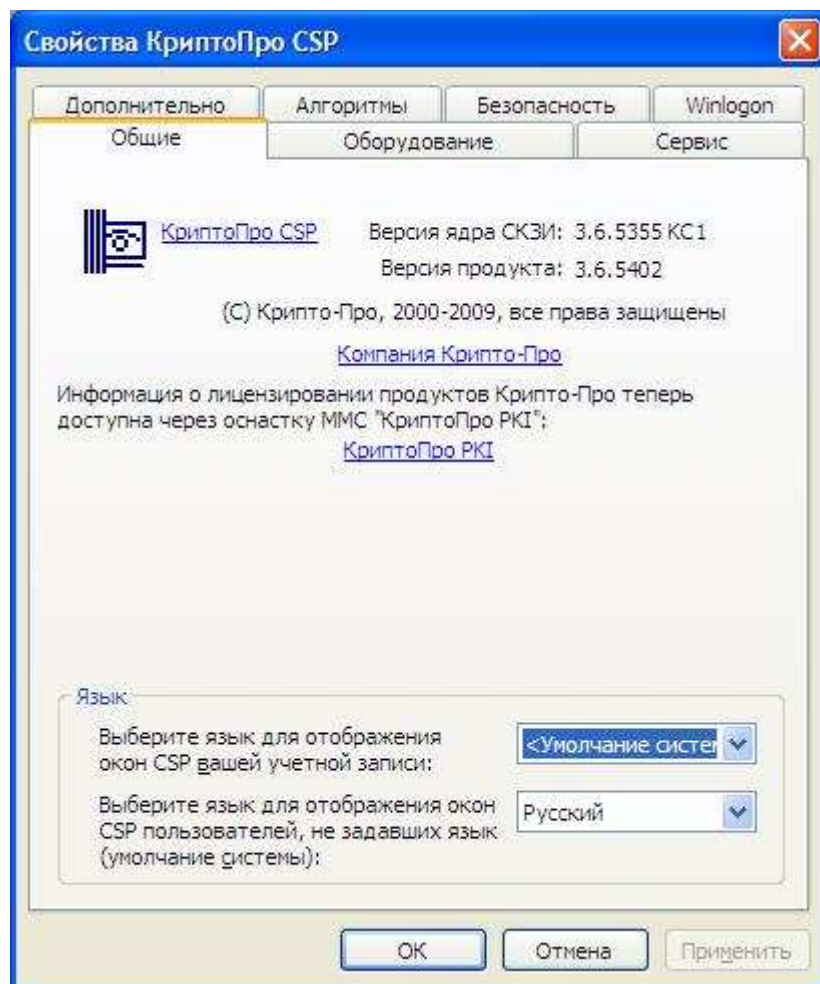 Свойства КриптоПро CSP
Дополнительно Алгоритмы Безопасность Winlogon
Общие Оборудование Сервис
КриптоПро CSP Версия ядра СКЗИ: 3.6.5355 КС1
Версия продукта: 3.6.5402
(С) Крипто-Про, 2000-2009, все права защищены
Компания Крипто-Про
Информация о лицензировании продуктов Крипто-Про теперь
доступна через оснастку ММС "КриптоПро PKI":
КриптоПро PKI
Язык
Выберите язык для отображения
окон CSP вашей учетной записи:
<Умолчание систе
Выберите язык для отображения окон
CSP пользователей, не задавших язык
(умолчание системы):
Русский
ОК Отмена Применить